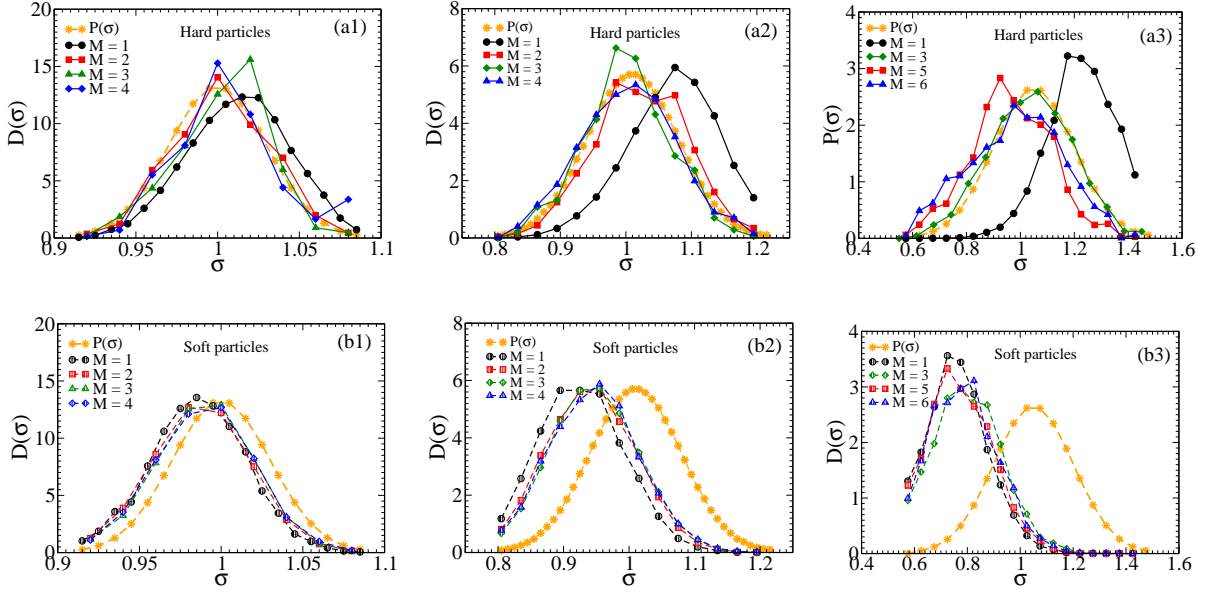 20
15
10
5
0
D(σ)
0.9
0.95
1
1.05
1.1
σ
P(σ)
M = 1
M = 2
M = 3
M = 4
Hard particles
(a1)
8
6
4
2
0
D(σ)
0.8
0.9
1
1.1
1.2
σ
P(σ)
M = 1
M = 2
M = 3
M = 4
Hard particles
(a2)
4
3
2
1
0
P(σ)
0.4
0.6
0.8
1
1.2
1.4
1.6
σ
P(σ)
M = 1
M = 3
M = 5
M = 6
Hard particles
(a3)
20
15
10
5
0
D(σ)
0.9
0.95
1
1.05
1.1
σ
P(σ)
M = 1
M = 2
M = 3
M = 4
Soft particles
(b1)
8
6
4
2
0
D(σ)
0.8
0.9
1
1.1
1.2
σ
P(σ)
M = 1
M = 2
M = 3
M = 4
Soft particles
(b2)
4
3
2
1
0
D(σ)
0.4
0.6
0.8
1
1.2
1.4
1.6
σ
P(σ)
M = 1
M = 3
M = 5
M = 6
Soft particles
(b3)